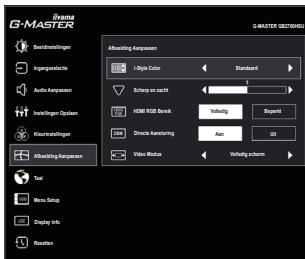 iiyama
G-MASTER
G-MASTER GB2760HSU
Beeldinstellingen
Ingangsselectie
Audio Aanpassen
Instellingen Opslaan
Kleurinstellingen
Afbeelding Aanpassen
Taal
Menu Setup
Display info
Resetten
Afbeelding Aanpassen
i-Style Color
Standaard
Scherp en zacht
3
HDMI RGB Bereik
Volledig
Beperkt
Directe Aansturing
Aan
Uit
Video Modus
Volledig scherm